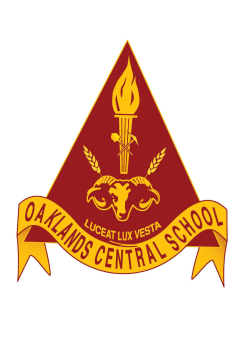 LUCEAT LUX VESTA
OAKLANDS CENTRAL SCHOOL